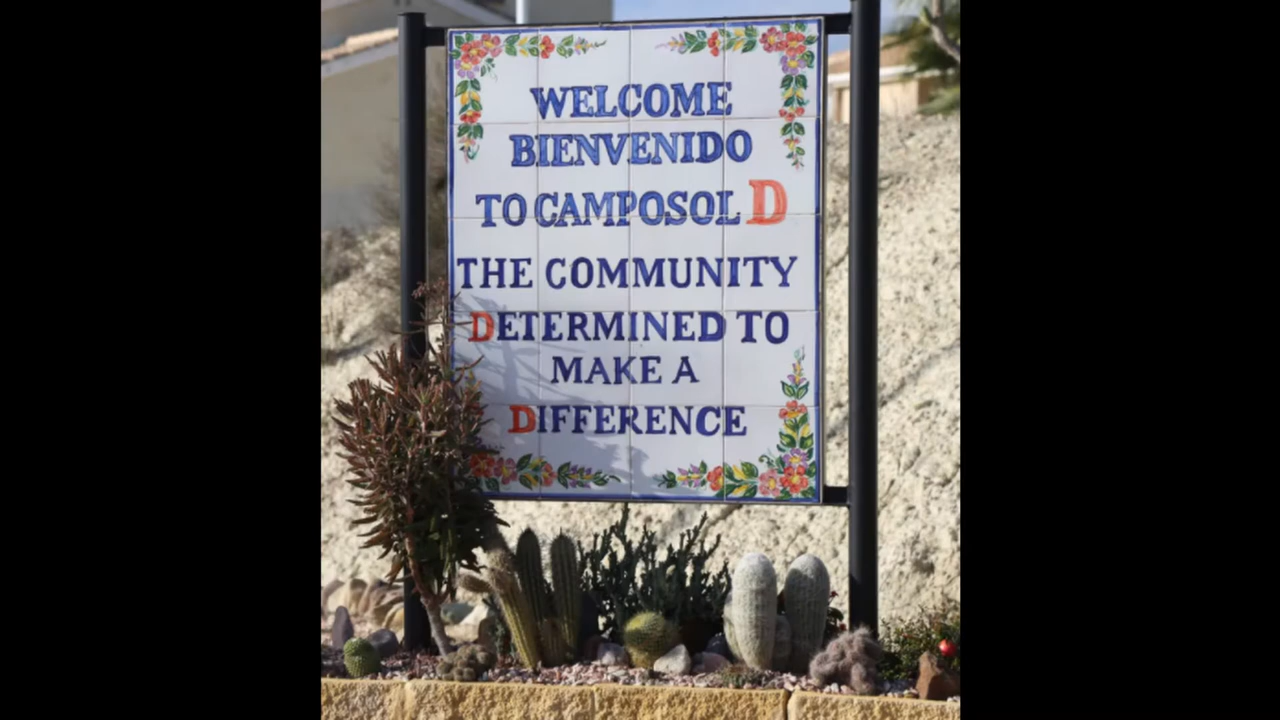 WELCOME
BIENVENIDO
TO CAMPOSOL D
THE COMMUNITY
DETERMINED TO
MAKE A
DIFFERENCE